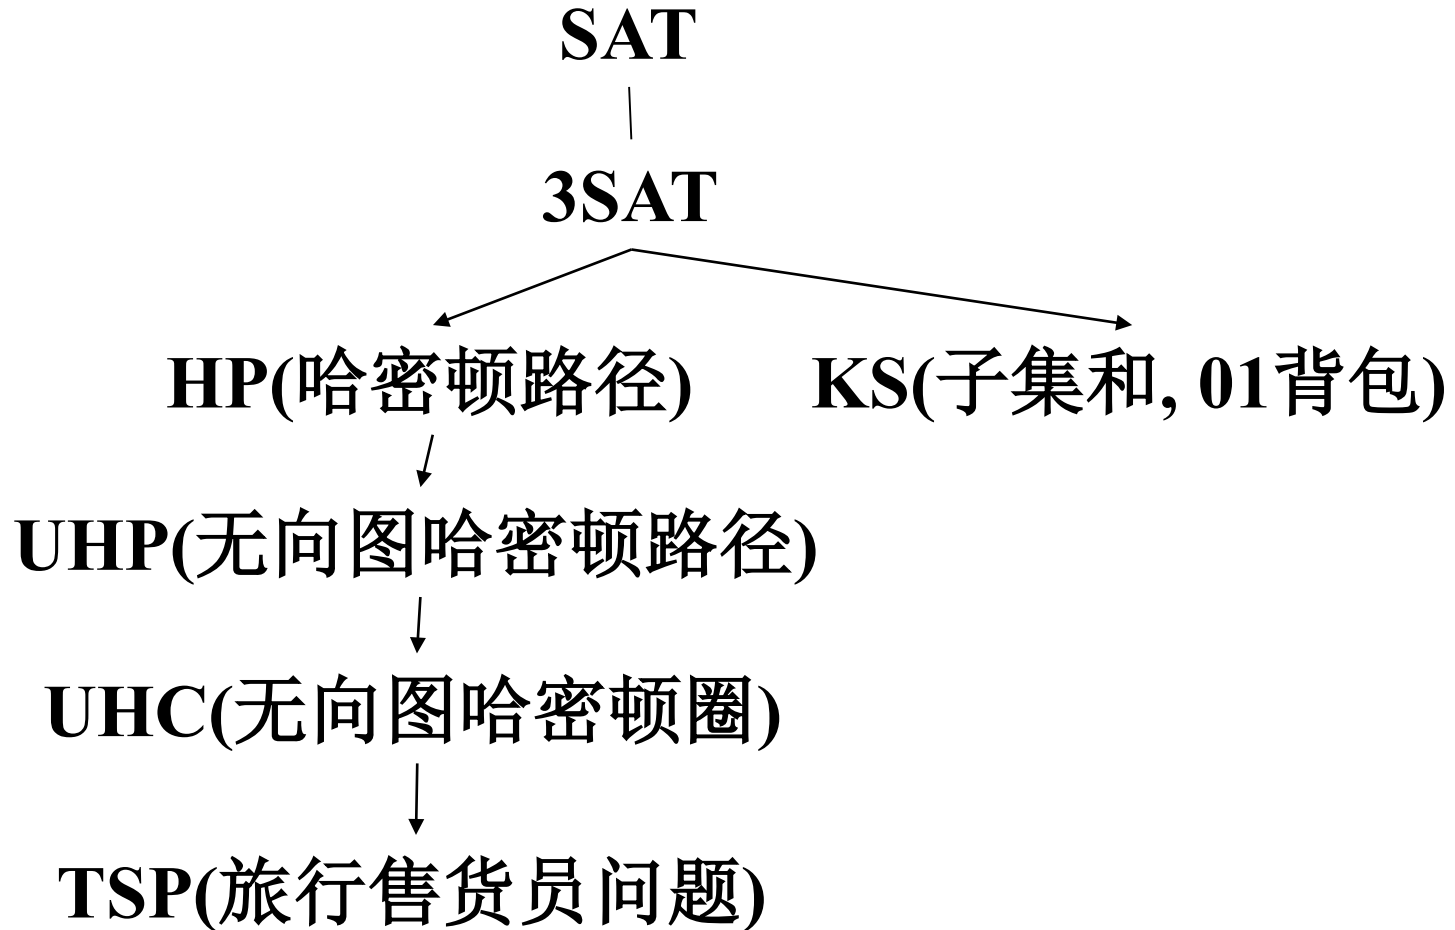 SAT
3SAT
HP(哈密顿路径) KS(子集和, 01背包)
UHP(无向图哈密顿路径)
UHC(无向图哈密顿圈)
TSP(旅行售货员问题)